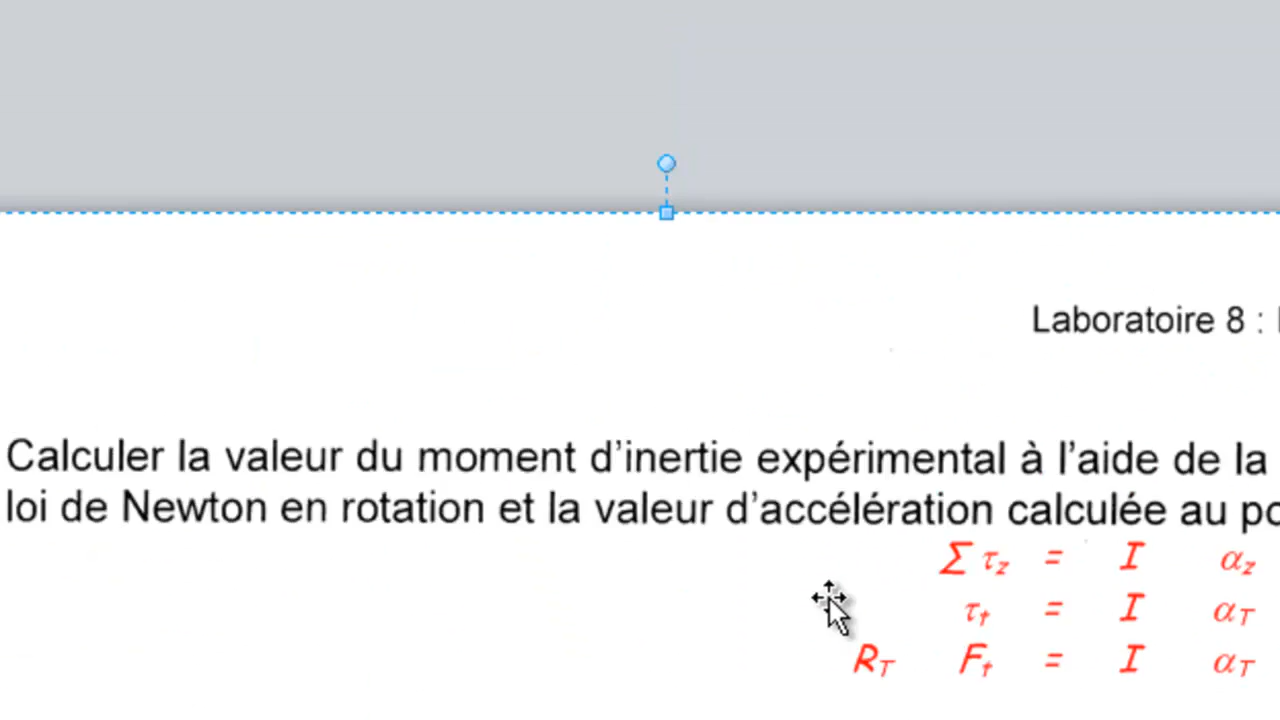 Laboratoire 8 :
Calculer la valeur du moment d’inertie expérimental à l’aide de la
loi de Newton en rotation et la valeur d’accélération calculée au
Σ τz = I αz
τt = I αT
RT Ft = I αT